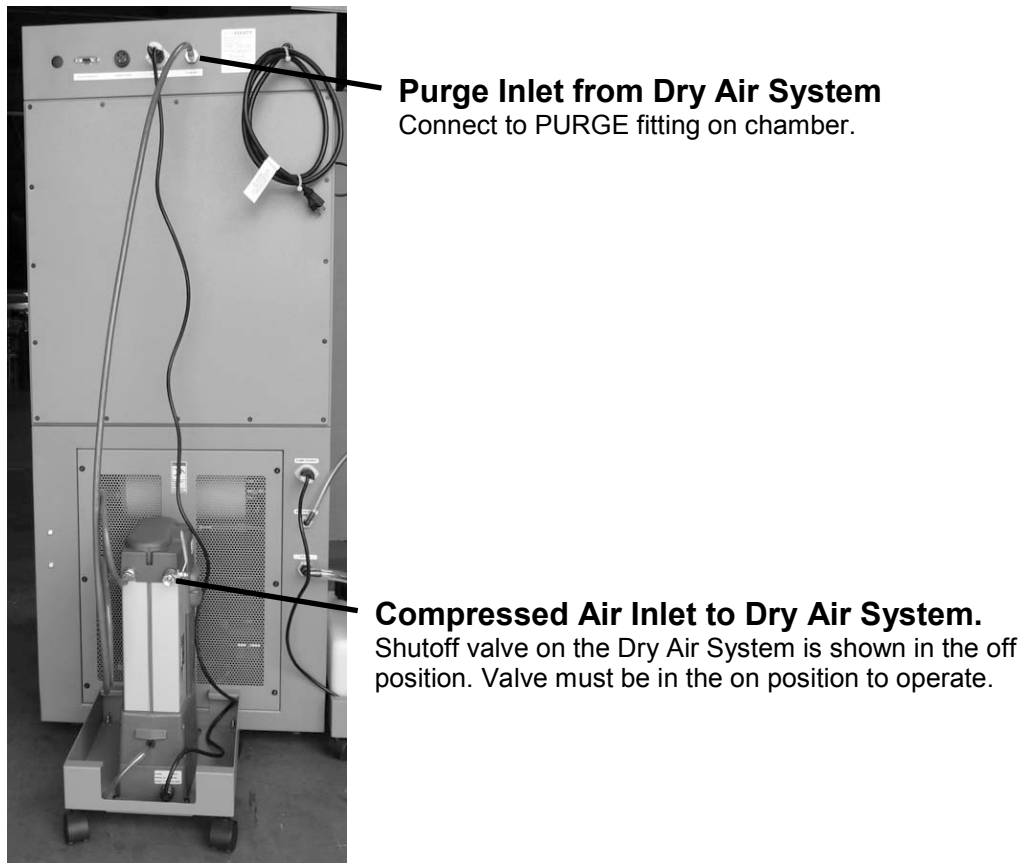 Purge Inlet from Dry Air System
Connect to PURGE fitting on chamber.
Compressed Air Inlet to Dry Air System.
Shutoff valve on the Dry Air System is shown in the off
position. Valve must be in the on position to operate.